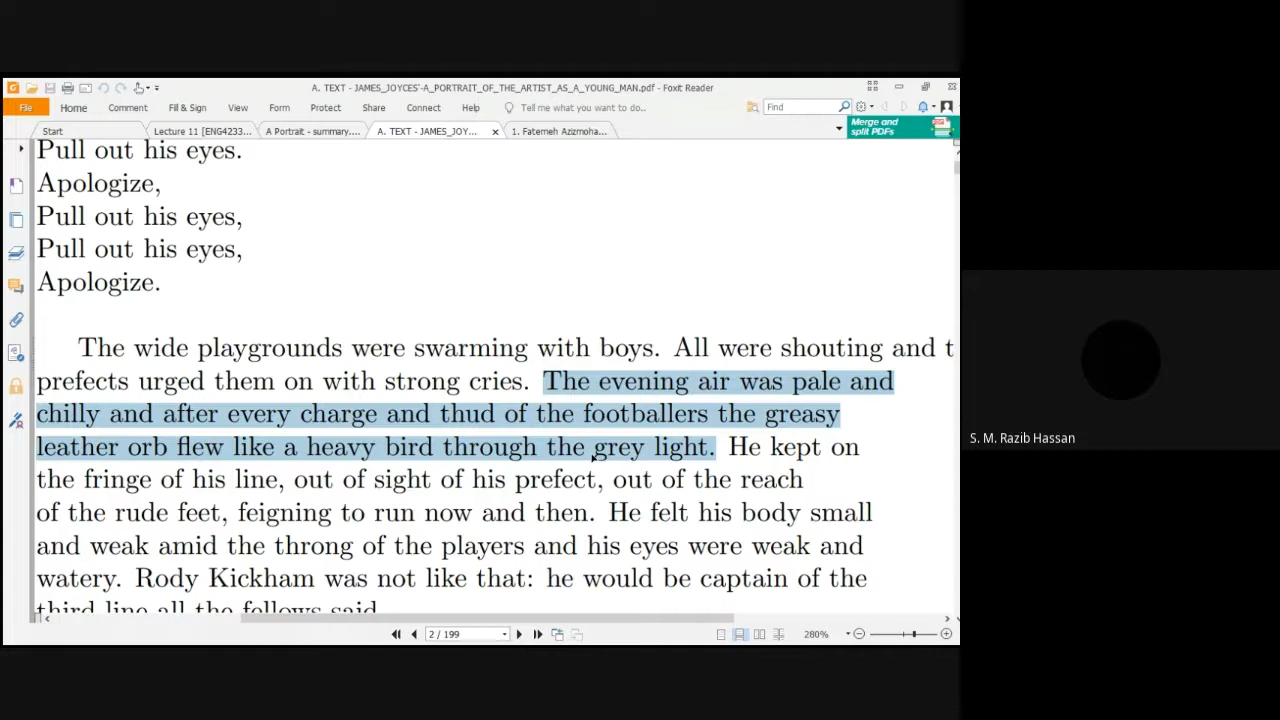 A. TEXT - JAMES_JOYCES'-A_PORTRAIT_OF_THE_ARTIST_AS_A_YOUNG_MAN.pdf - Foxit Reader
File Home Comment Fill & Sign View Form Protect Share Connect Help Tell me what you want to do.. Find
Start Lecture 11 [ENG4233... A Portrait - summary.... A. TEXT - JAMES_JOY... 1. Fatemeh Azizmoha... Merge and
split PDFs
Pull out his eyes.
Apologize,
Pull out his eyes,
Pull out his eyes,
Apologize.
The wide playgrounds were swarming with boys. All were shouting and t
prefects urged them on with strong cries. The evening air was pale and
chilly and after every charge and thud of the footballers the greasy
leather orb flew like a heavy bird through the grey light. He kept on
the fringe of his line, out of sight of his prefect, out of the reach
of the rude feet, feigning to run now and then. He felt his body small
and weak amid the throng of the players and his eyes were weak and
watery. Rody Kickham was not like that: he would be captain of the
third line all the fellows said
2 / 199 280%
S. M. Razib Hassan